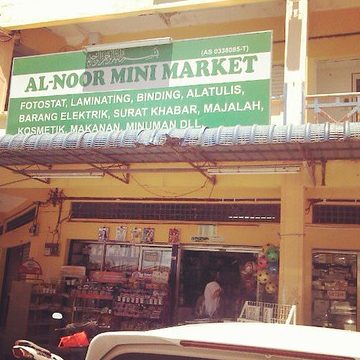 (AS 0338085-T)
AL-NOOR MINI MARKET
FOTOSTAT, LAMINATING, BINDING, ALATULIS,
BARANG ELEKTRIK, SURAT KHABAR, MAJALAH,
KOSMETIK, MAKANAN, MINUMAN DLL